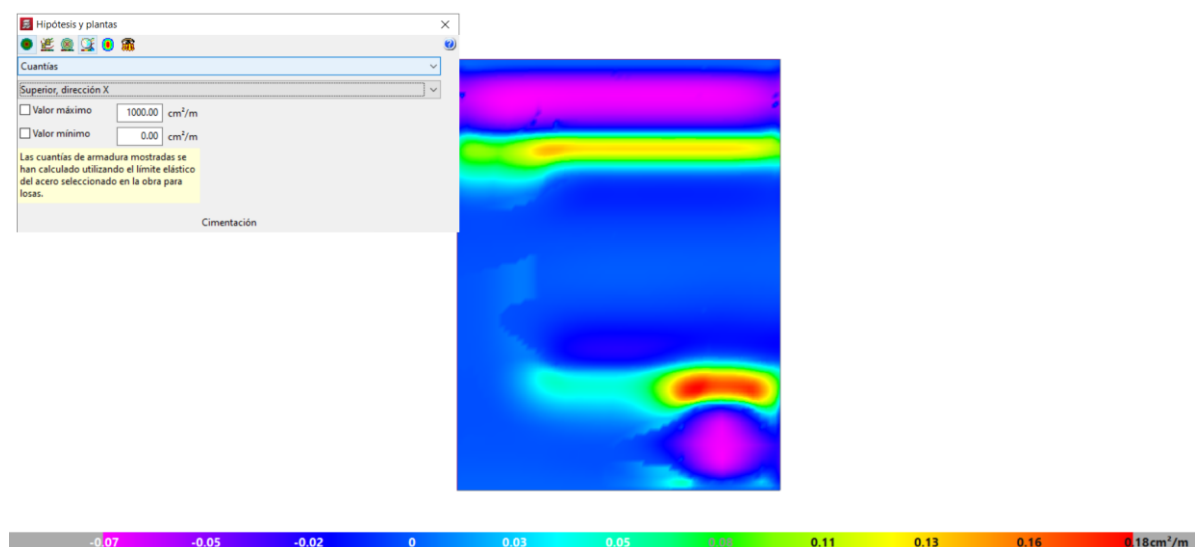 Hipótesis y plantas
Cuantías
Superior, dirección X
Valor máximo 1000.00 cm²/m
Valor mínimo 0.00 cm²/m
Las cuantías de armadura mostradas se
han calculado utilizando el límite elástico
del acero seleccionado en la obra para
losas.
Cimentación
-0.07 -0.05 -0.02 0 0.03 0.05 0.08 0.11 0.13 0.16 0.18cm²/m